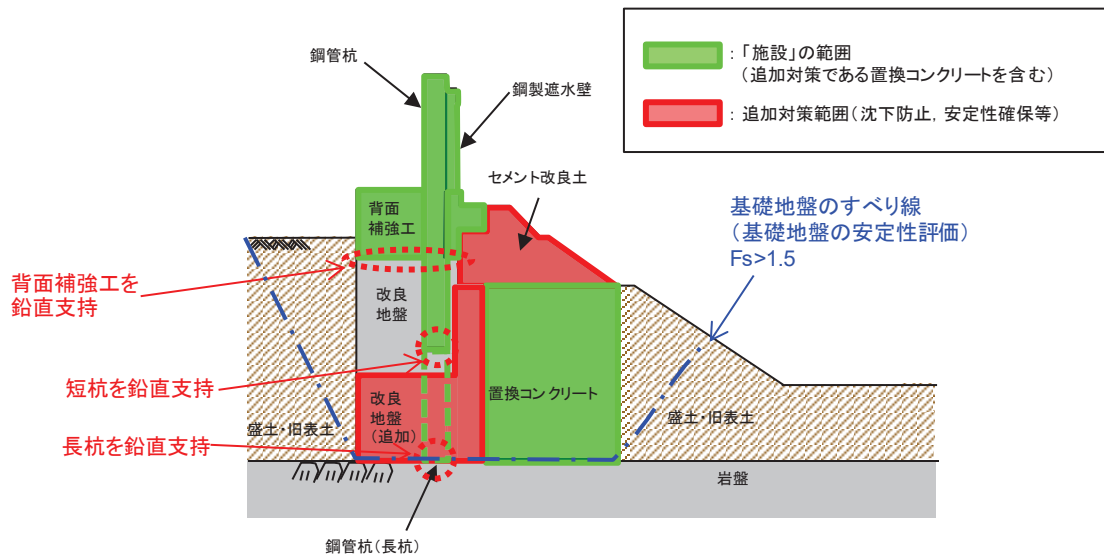 鋼管杭
鋼製遮水壁
：「施設」の範囲
（追加対策である置換コンクリートを含む）
：追加対策範囲（沈下防止，安定性確保等）
セメント改良土
背面
補強工
基礎地盤のすべり線
（基礎地盤の安定性評価）
Fs>1.5
背面補強工を
鉛直支持
改良
地盤
短杭を鉛直支持
改良
地盤
（追加）
置換コンクリート
盛土・旧表土
盛土・旧表土
長杭を鉛直支持
岩盤
鋼管杭（長杭）